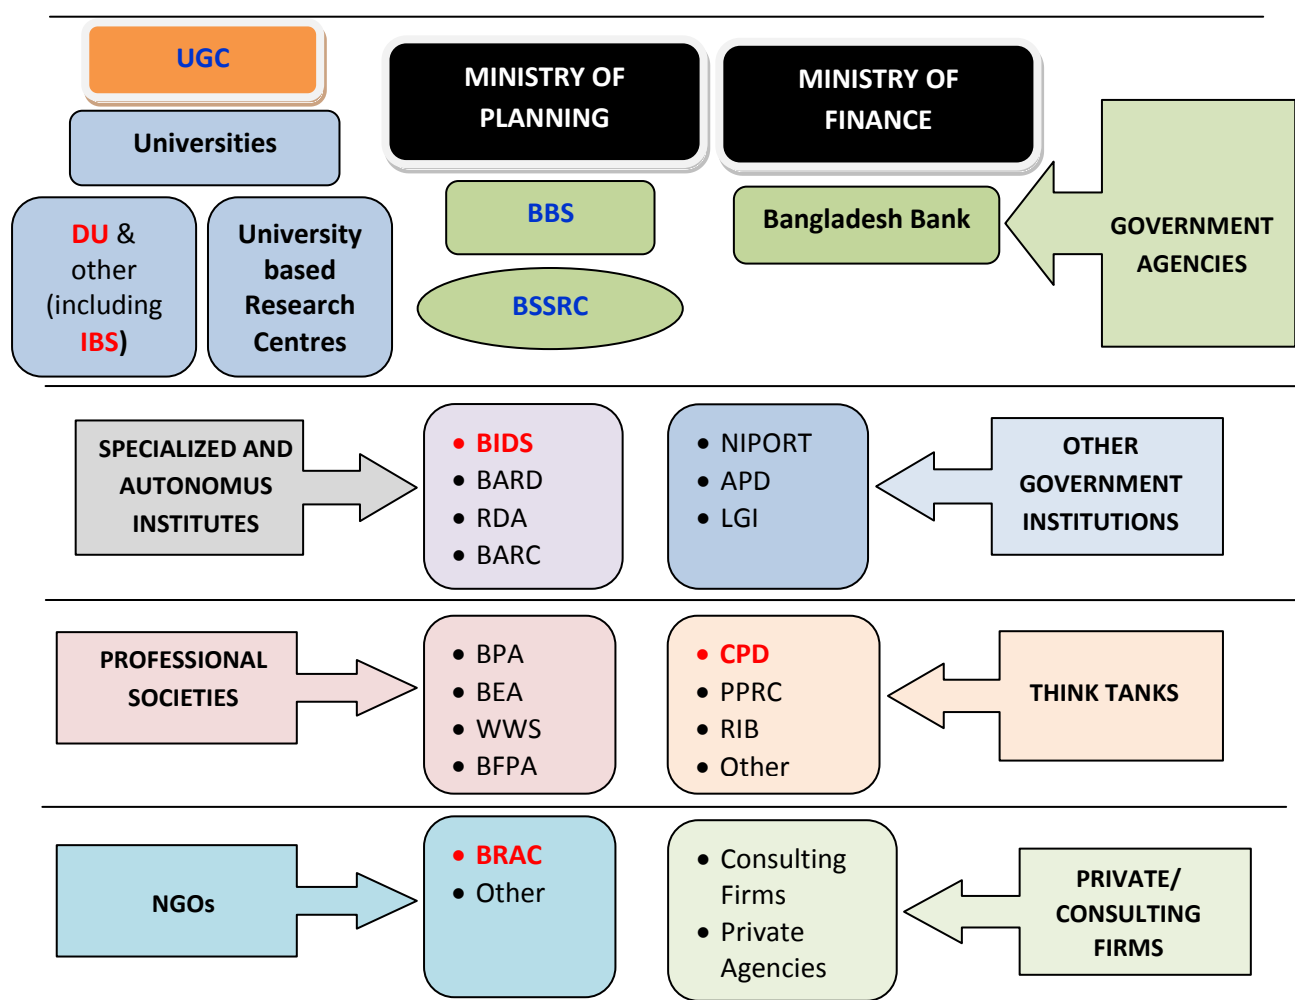 UGC
Universities
DU &
other
(including
IBS)
University
based
Research
Centres
MINISTRY OF
PLANNING
BBS
BSSRC
MINISTRY OF
FINANCE
Bangladesh Bank
GOVERNMENT
AGENCIES
SPECIALIZED AND
AUTONOMUS
INSTITUTES
• BIDS
• BARD
• RDA
• BARC
• NIPORT
• APD
• LGI
OTHER
GOVERNMENT
INSTITUTIONS
PROFESSIONAL
SOCIETIES
• BPA
• BEA
• WWS
• BFPA
• CPD
• PPRC
• RIB
• Other
THINK TANKS
NGOs
• BRAC
• Other
• Consulting
Firms
• Private
Agencies
PRIVATE/
CONSULTING
FIRMS